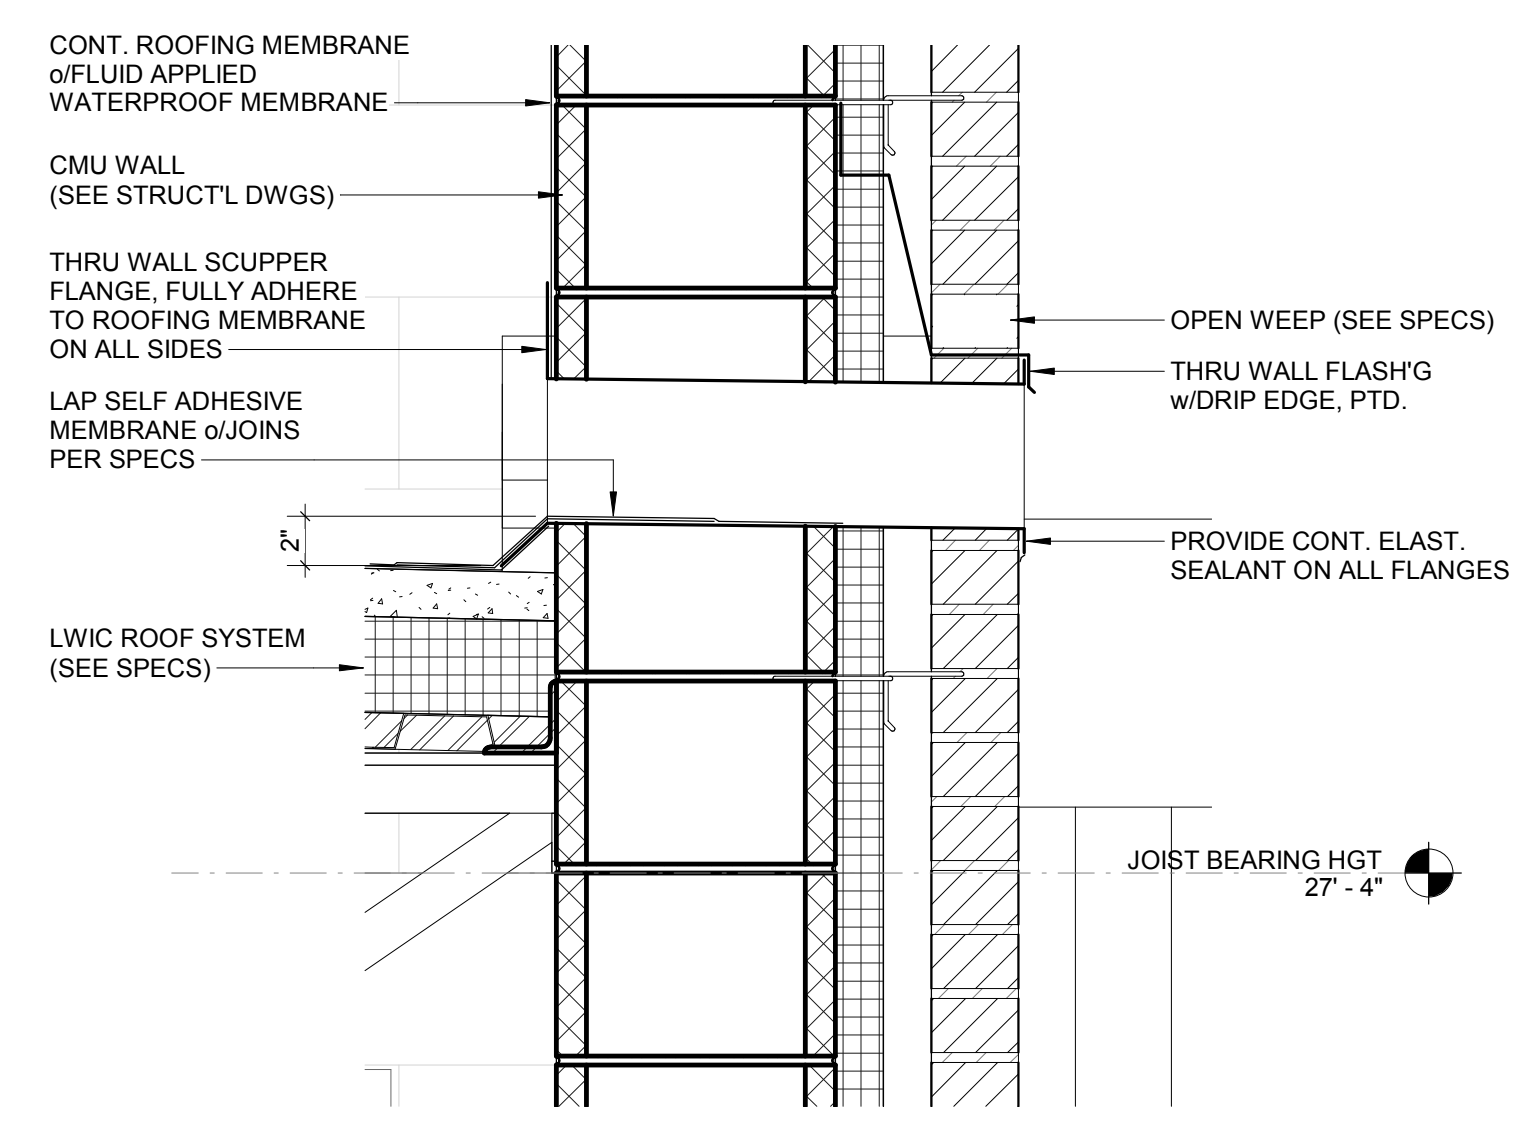 CONT. ROOFING MEMBRANE
o/FLUID APPLIED
WATERPROOF MEMBRANE
CMU WALL
(SEE STRUCT'L DWGS)
THRU WALL SCUPPER
FLANGE, FULLY ADHERE
TO ROOFING MEMBRANE
ON ALL SIDES
LAP SELF ADHESIVE
MEMBRANE o/JOINS
PER SPECS
2"
LWIC ROOF SYSTEM
(SEE SPECS)
OPEN WEEP (SEE SPECS)
THRU WALL FLASH'G
w/DRIP EDGE, PTD.
PROVIDE CONT. ELAST.
SEALANT ON ALL FLANGES
JOIST BEARING HGT
27' - 4"